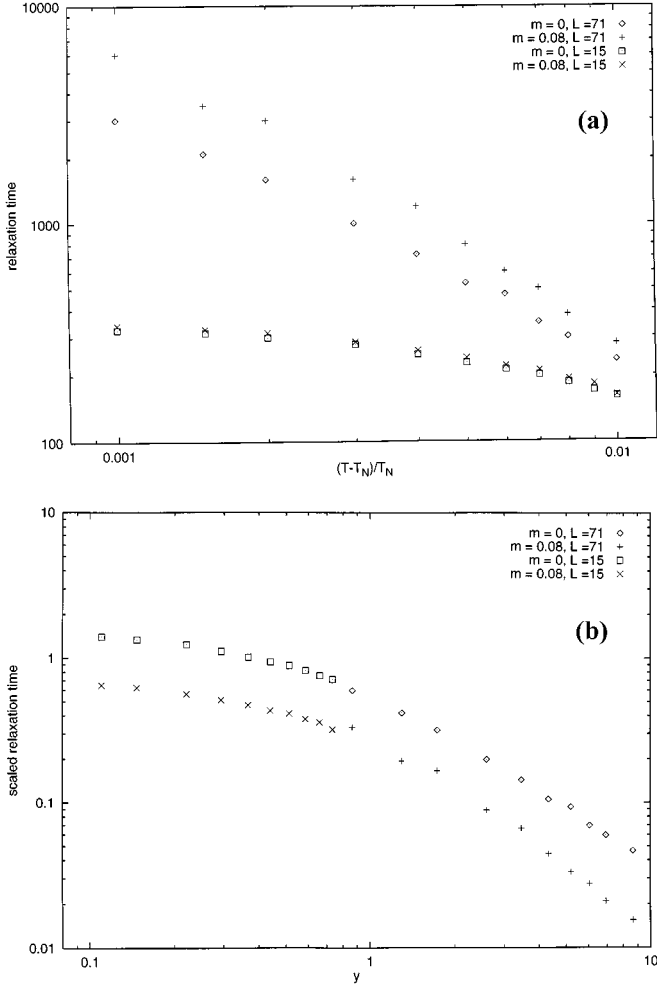 10000
m = 0, L =71
m = 0.08, L =71
m = 0, L =15
m = 0.08, L =15
(a)
relaxation time
1000
100
0.001
0.01
(T-T_N)/T_N
10
m = 0, L =71
m = 0.08, L =71
m = 0, L =15
m = 0.08, L =15
(b)
1
scaled relaxation time
0.1
0.01
0.1
1
10
y